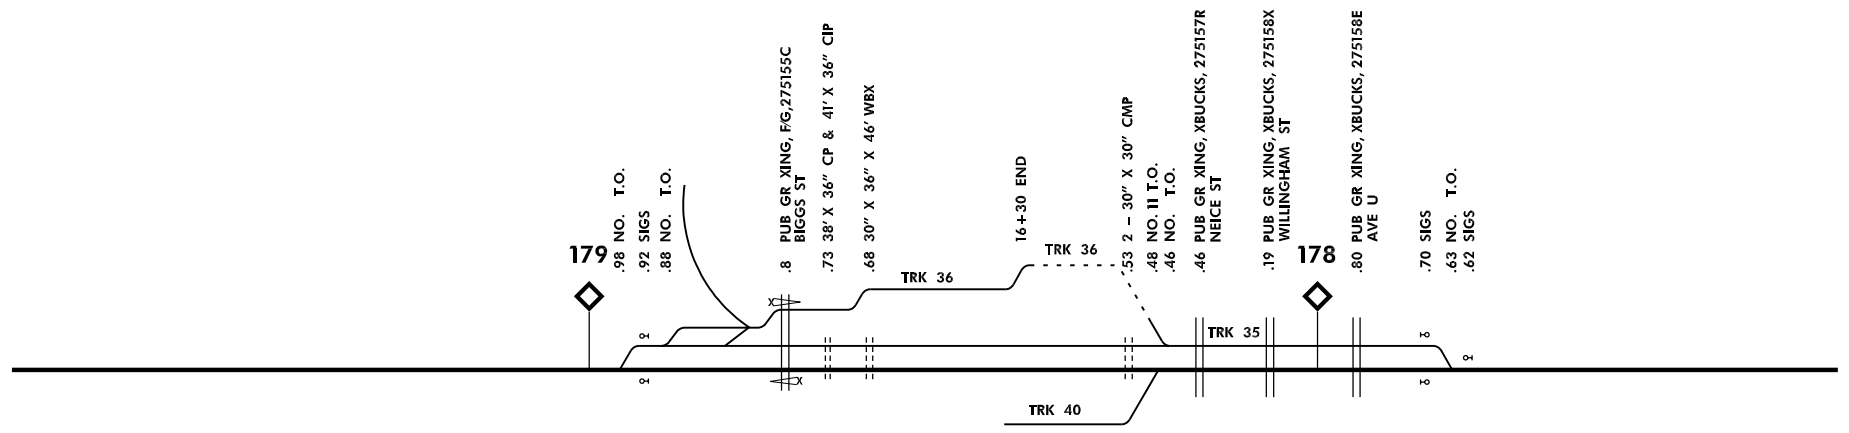 179
.98 NO. T.O.
.92 SIGS
.88 NO. T.O.
.8 PUB GR XING, F/G,275155C
BIGGS ST
.73 38' X 36" CP & 41' X 36" CIP
.68 30" X 36" X 46' WBX
16+30 END
.53 2 - 30" X 30" CMP
.48 NO. 11 T.O.
.46 NO. T.O.
.46 PUB GR XING, XBUCKS, 275157R
NEICE ST
.19 PUB GR XING, XBUCKS, 275158X
WILLINGHAM ST
178
.80 PUB GR XING, XBUCKS, 275158E
AVE U
.70 SIGS
.63 NO. T.O.
.62 SIGS
TRK 36
TRK 36
X
TRK 35
X
TRK 40